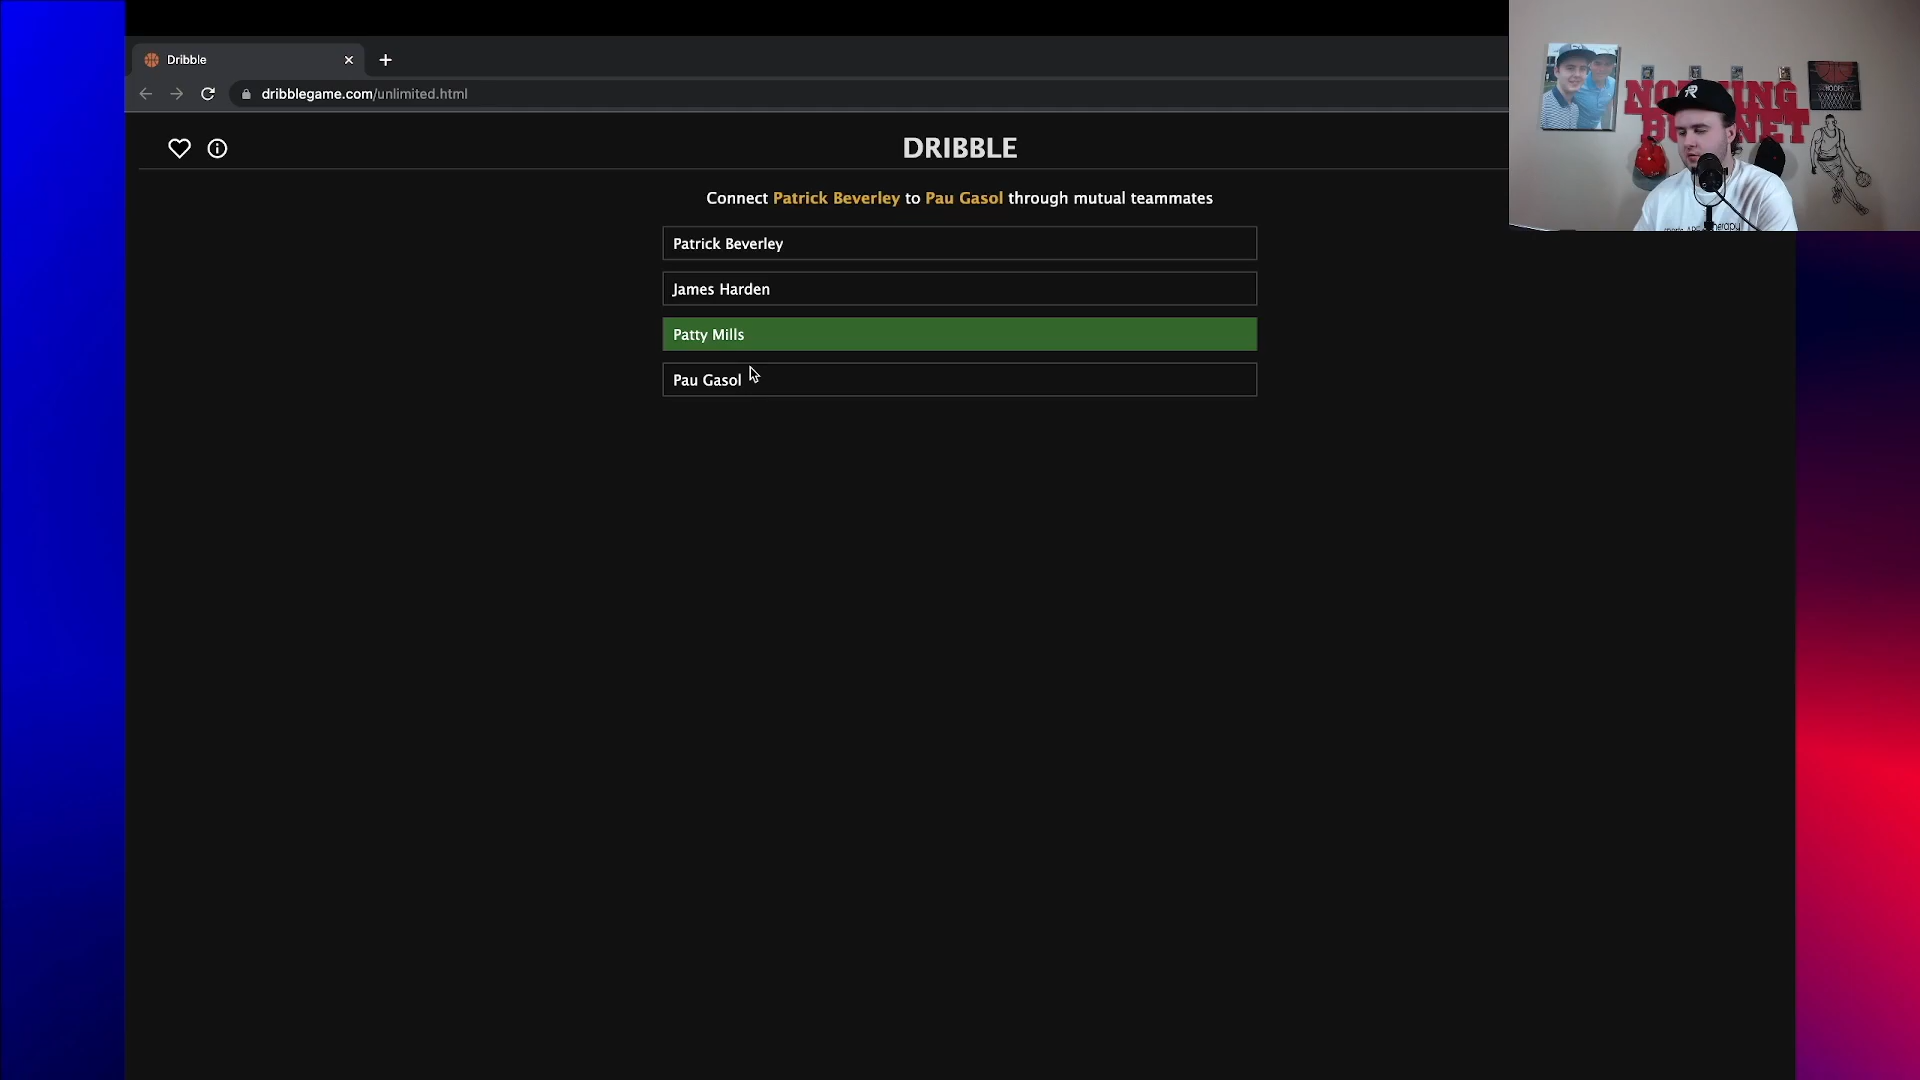 Dribble
dribblegame.com/unlimited.html
DRIBBLE
Connect Patrick Beverley to Pau Gasol through mutual teammates
Patrick Beverley
James Harden
Patty Mills
Pau Gasol
HOOPS